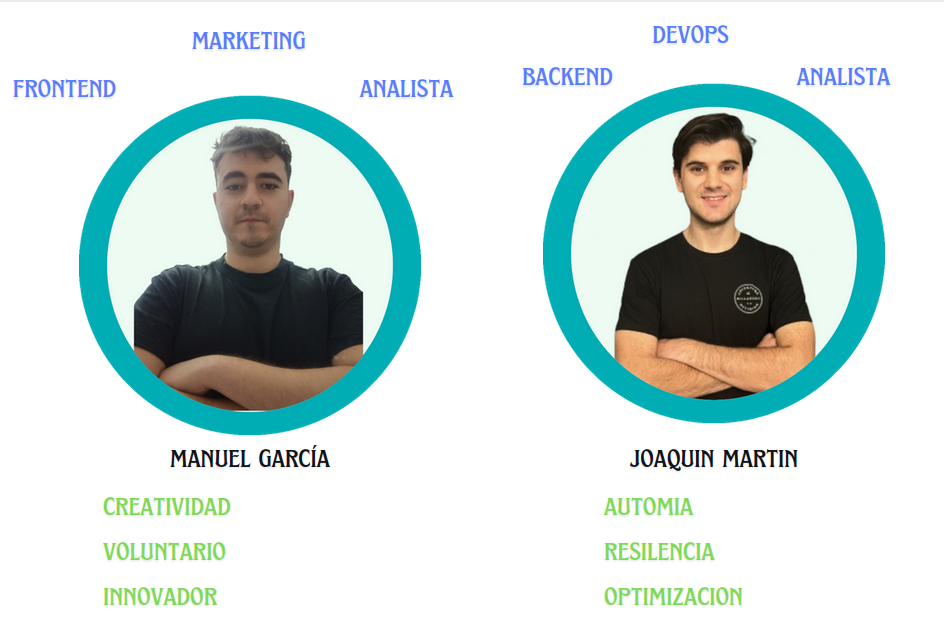 MARKETING
FRONTEND
ANALISTA
DEVOPS
BACKEND
ANALISTA
MANUEL GARCÍA
JOAQUIN MARTIN
CREATIVIDAD
VOLUNTARIO
INNOVADOR
AUTOMIA
RESILENCIA
OPTIMIZACION